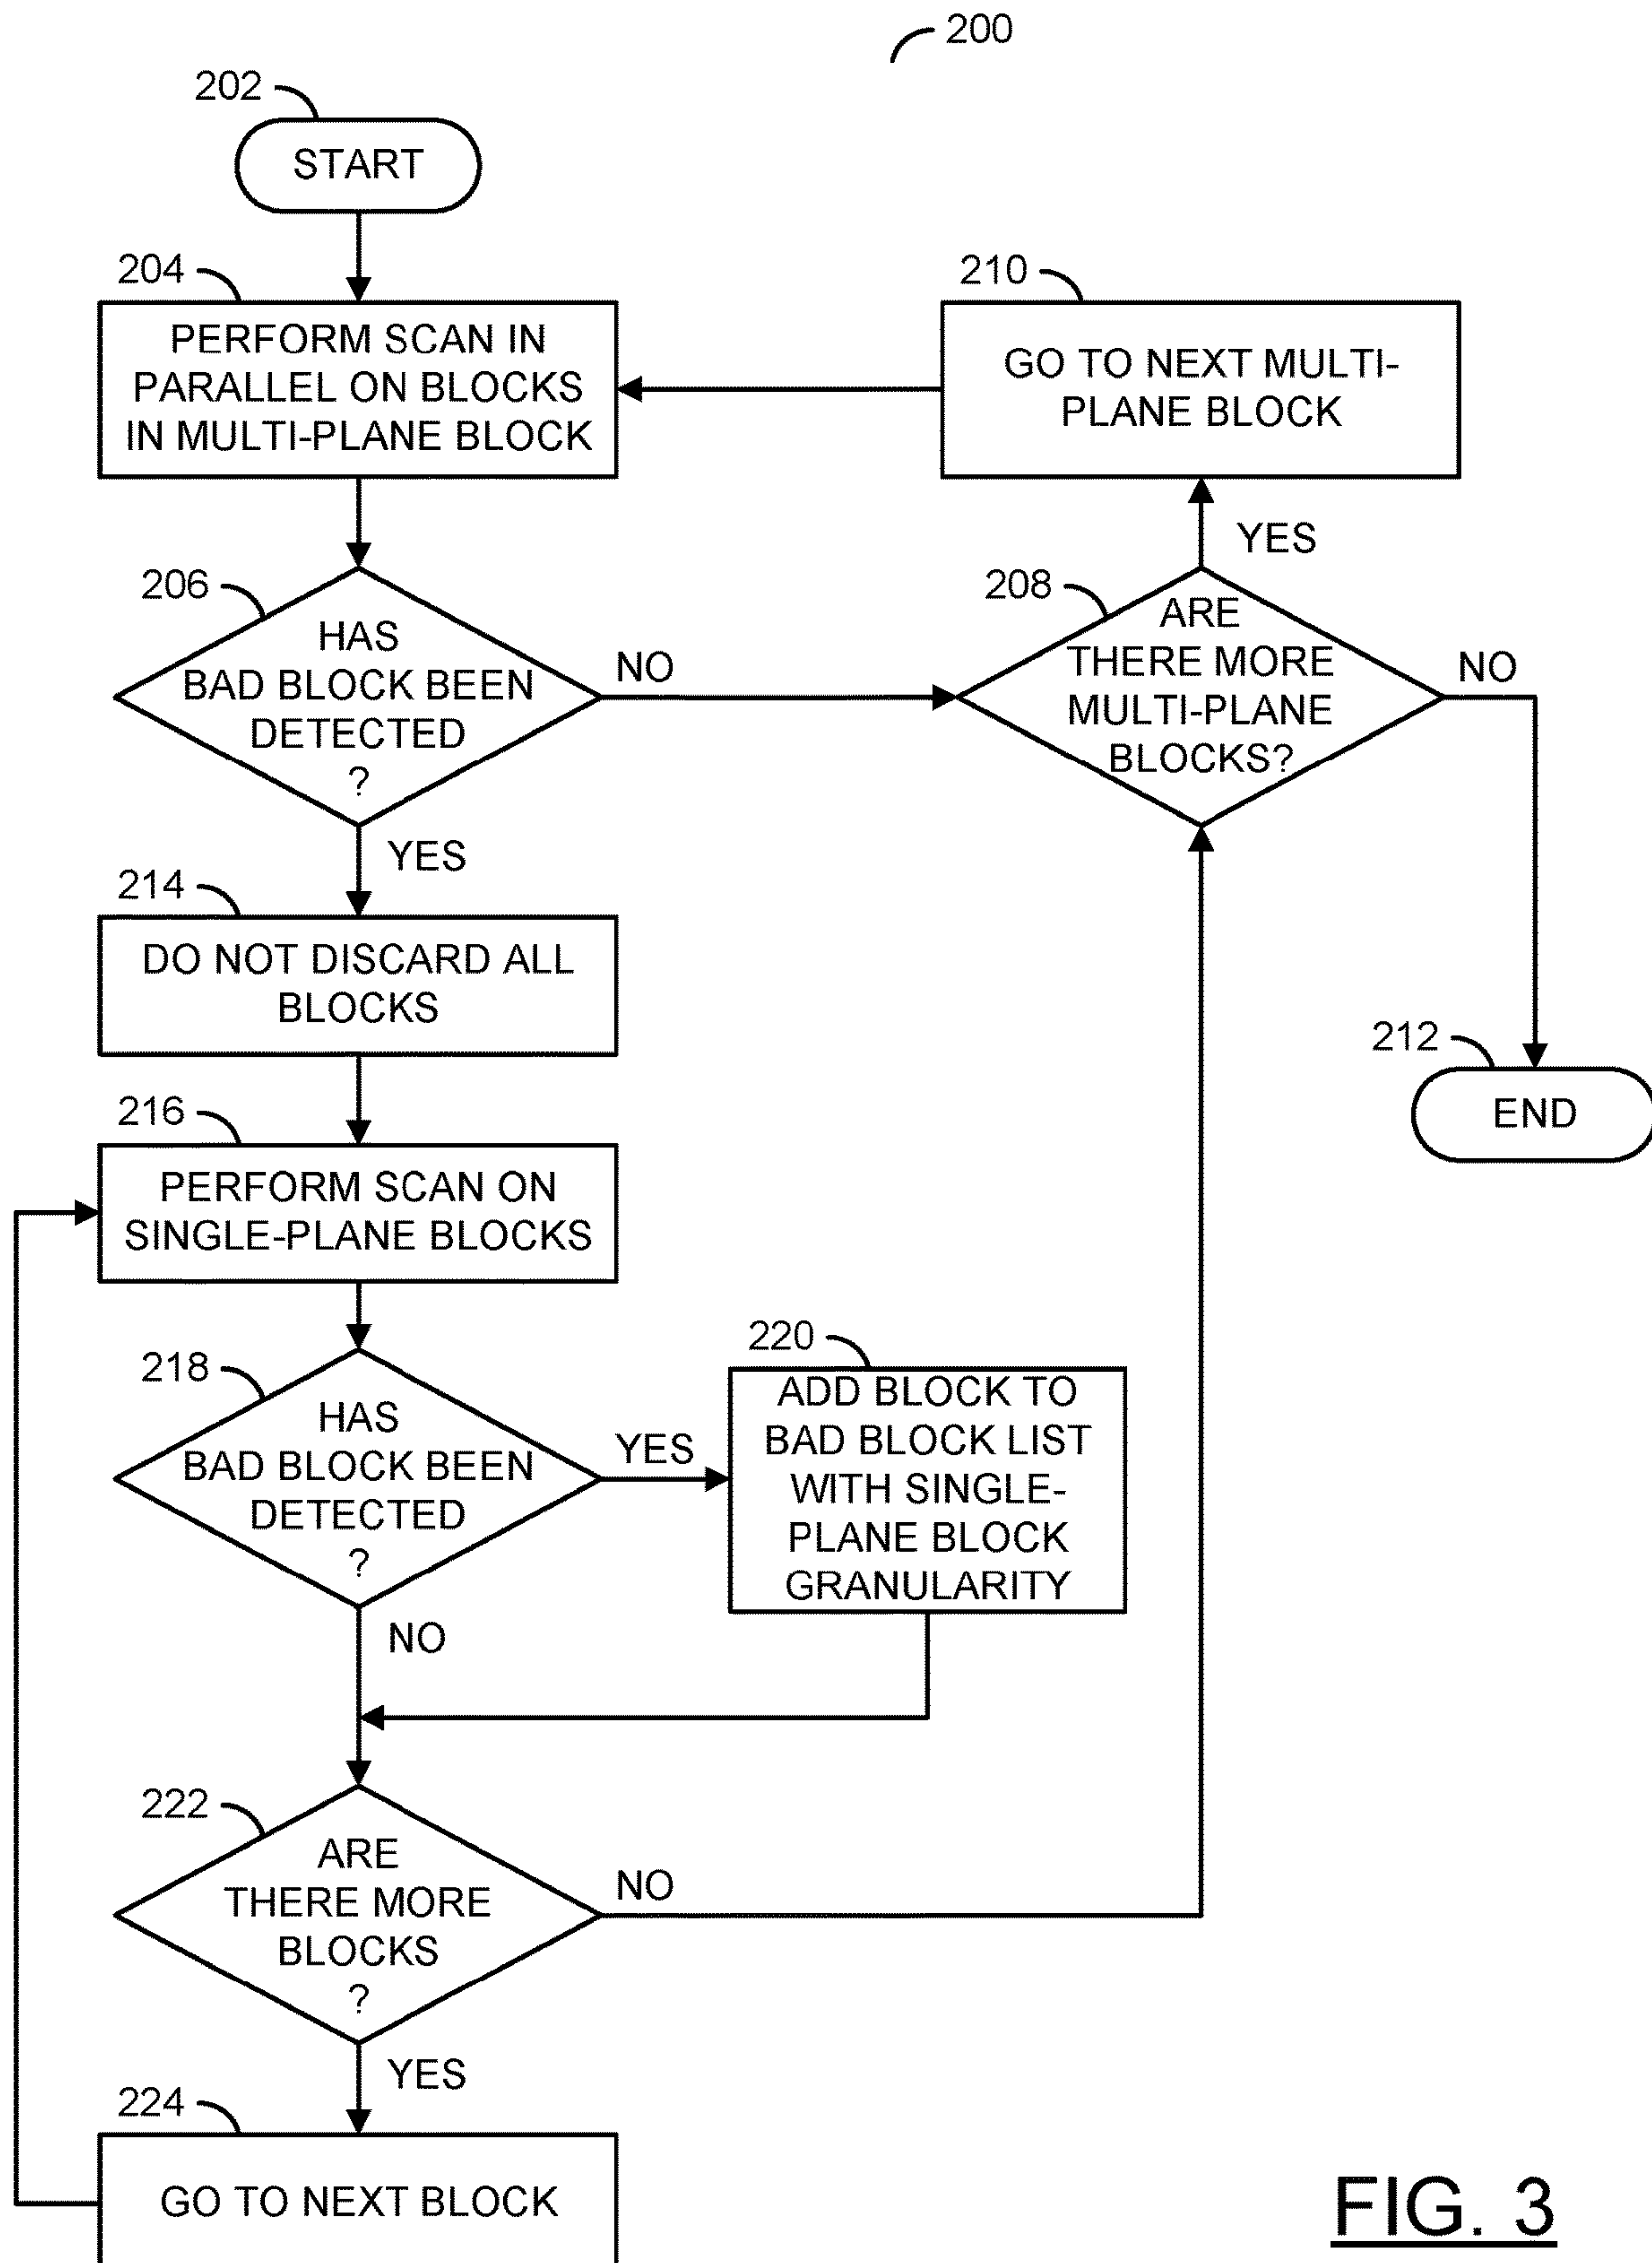 200
202
START
204
PERFORM SCAN IN
PARALLEL ON BLOCKS
IN MULTI-PLANE BLOCK
210
GO TO NEXT MULTI-
PLANE BLOCK
YES
206
HAS
BAD BLOCK BEEN
DETECTED
?
NO
208
ARE
THERE MORE
MULTI-PLANE
BLOCKS?
NO
YES
214
DO NOT DISCARD ALL
BLOCKS
212
END
216
PERFORM SCAN ON
SINGLE-PLANE BLOCKS
218
HAS
BAD BLOCK BEEN
DETECTED
?
YES
220
ADD BLOCK TO
BAD BLOCK LIST
WITH SINGLE-
PLANE BLOCK
GRANULARITY
NO
222
ARE
THERE MORE
BLOCKS
?
NO
YES
224
GO TO NEXT BLOCK
FIG. 3